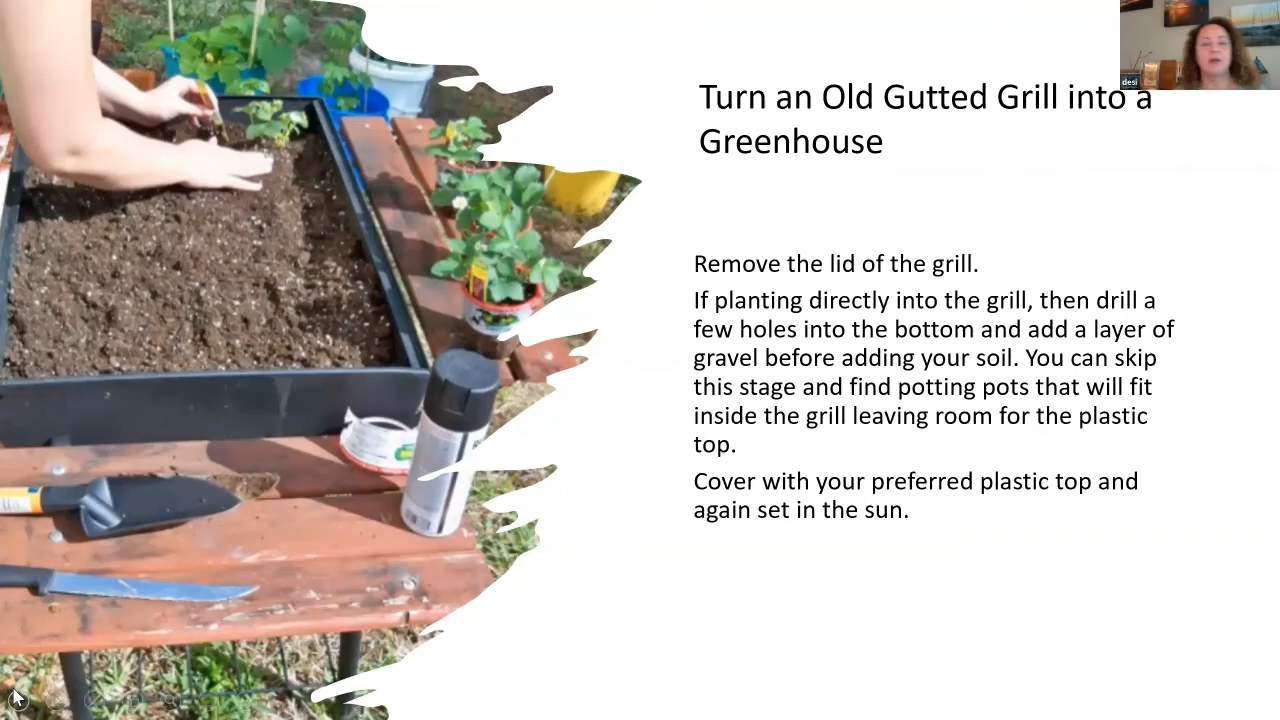 desi
Turn an Old Gutted Grill into a
Greenhouse
Remove the lid of the grill.
If planting directly into the grill, then drill a
few holes into the bottom and add a layer of
gravel before adding your soil. You can skip
this stage and find potting pots that will fit
inside the grill leaving room for the plastic
top.
Cover with your preferred plastic top and
again set in the sun.